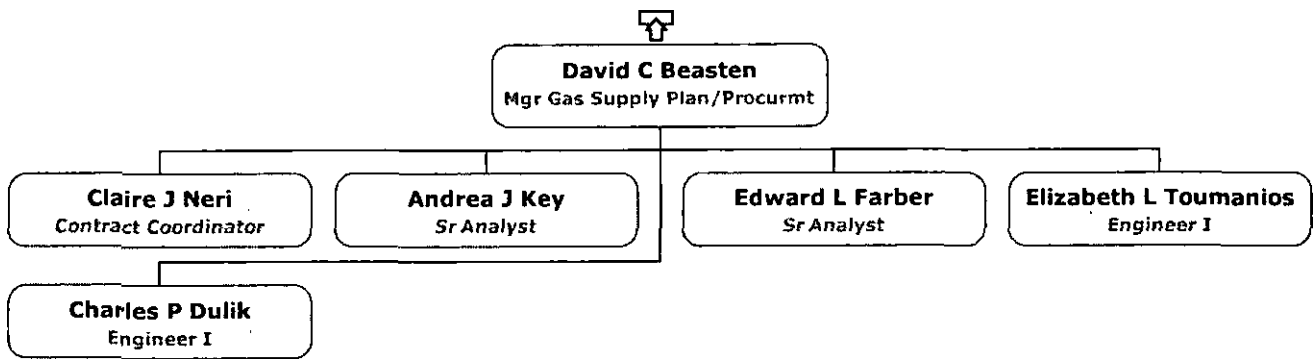 David C Beasten
Mgr Gas Supply Plan/Procurmt
Claire J Neri
Contract Coordinator
Andrea J Key
Sr Analyst
Edward L Farber
Sr Analyst
Elizabeth L Toumanios
Engineer I
Charles P Dulik
Engineer I